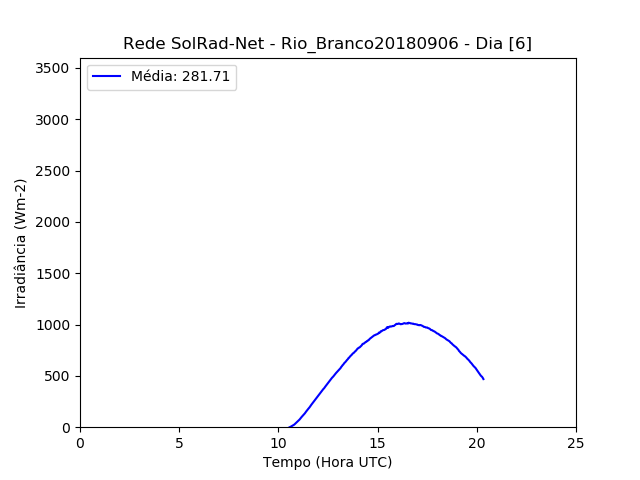 Rede SolRad-Net - Rio_Branco20180906 - Dia [6]
Média: 281.71
3500
3000
2500
2000
1500
1000
500
0
Irradiância (Wm-2)
0 5 10 15 20 25
Tempo (Hora UTC)